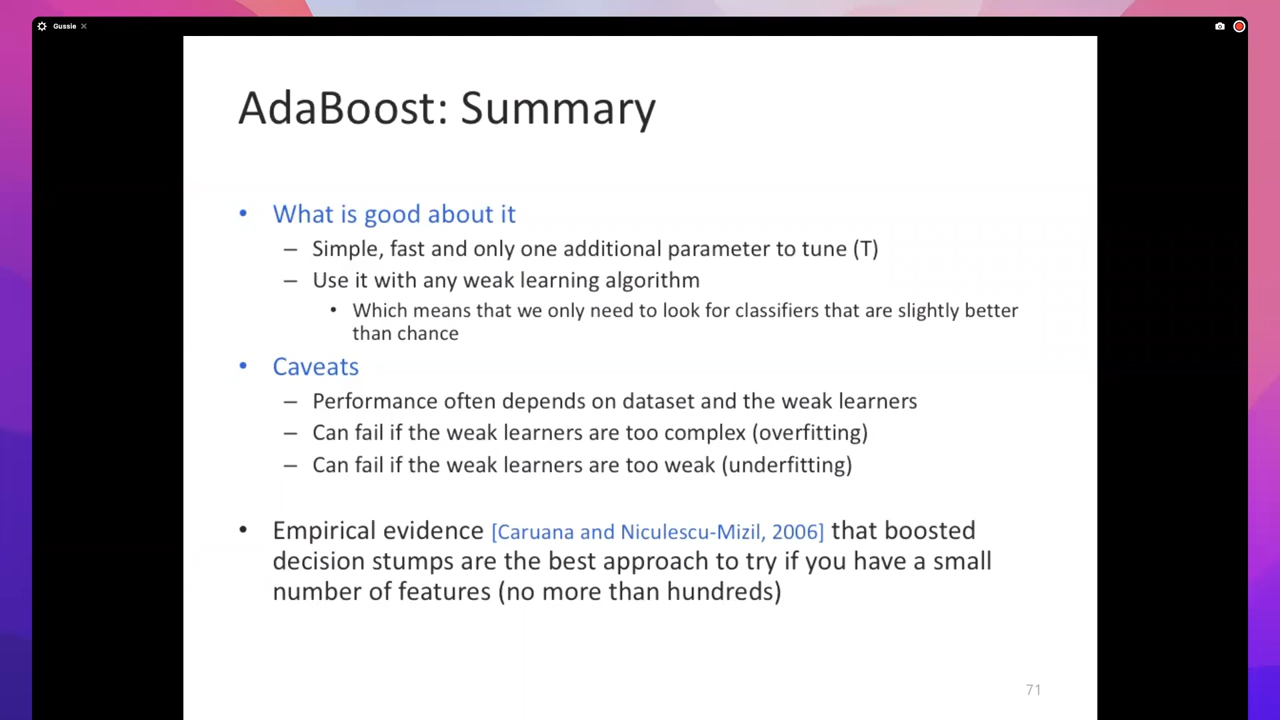 Gussie
AdaBoost: Summary
• What is good about it
– Simple, fast and only one additional parameter to tune (T)
– Use it with any weak learning algorithm
• Which means that we only need to look for classifiers that are slightly better
than chance
• Caveats
– Performance often depends on dataset and the weak learners
– Can fail if the weak learners are too complex (overfitting)
– Can fail if the weak learners are too weak (underfitting)
• Empirical evidence [Caruana and Niculescu-Mizil, 2006] that boosted
decision stumps are the best approach to try if you have a small
number of features (no more than hundreds)
71